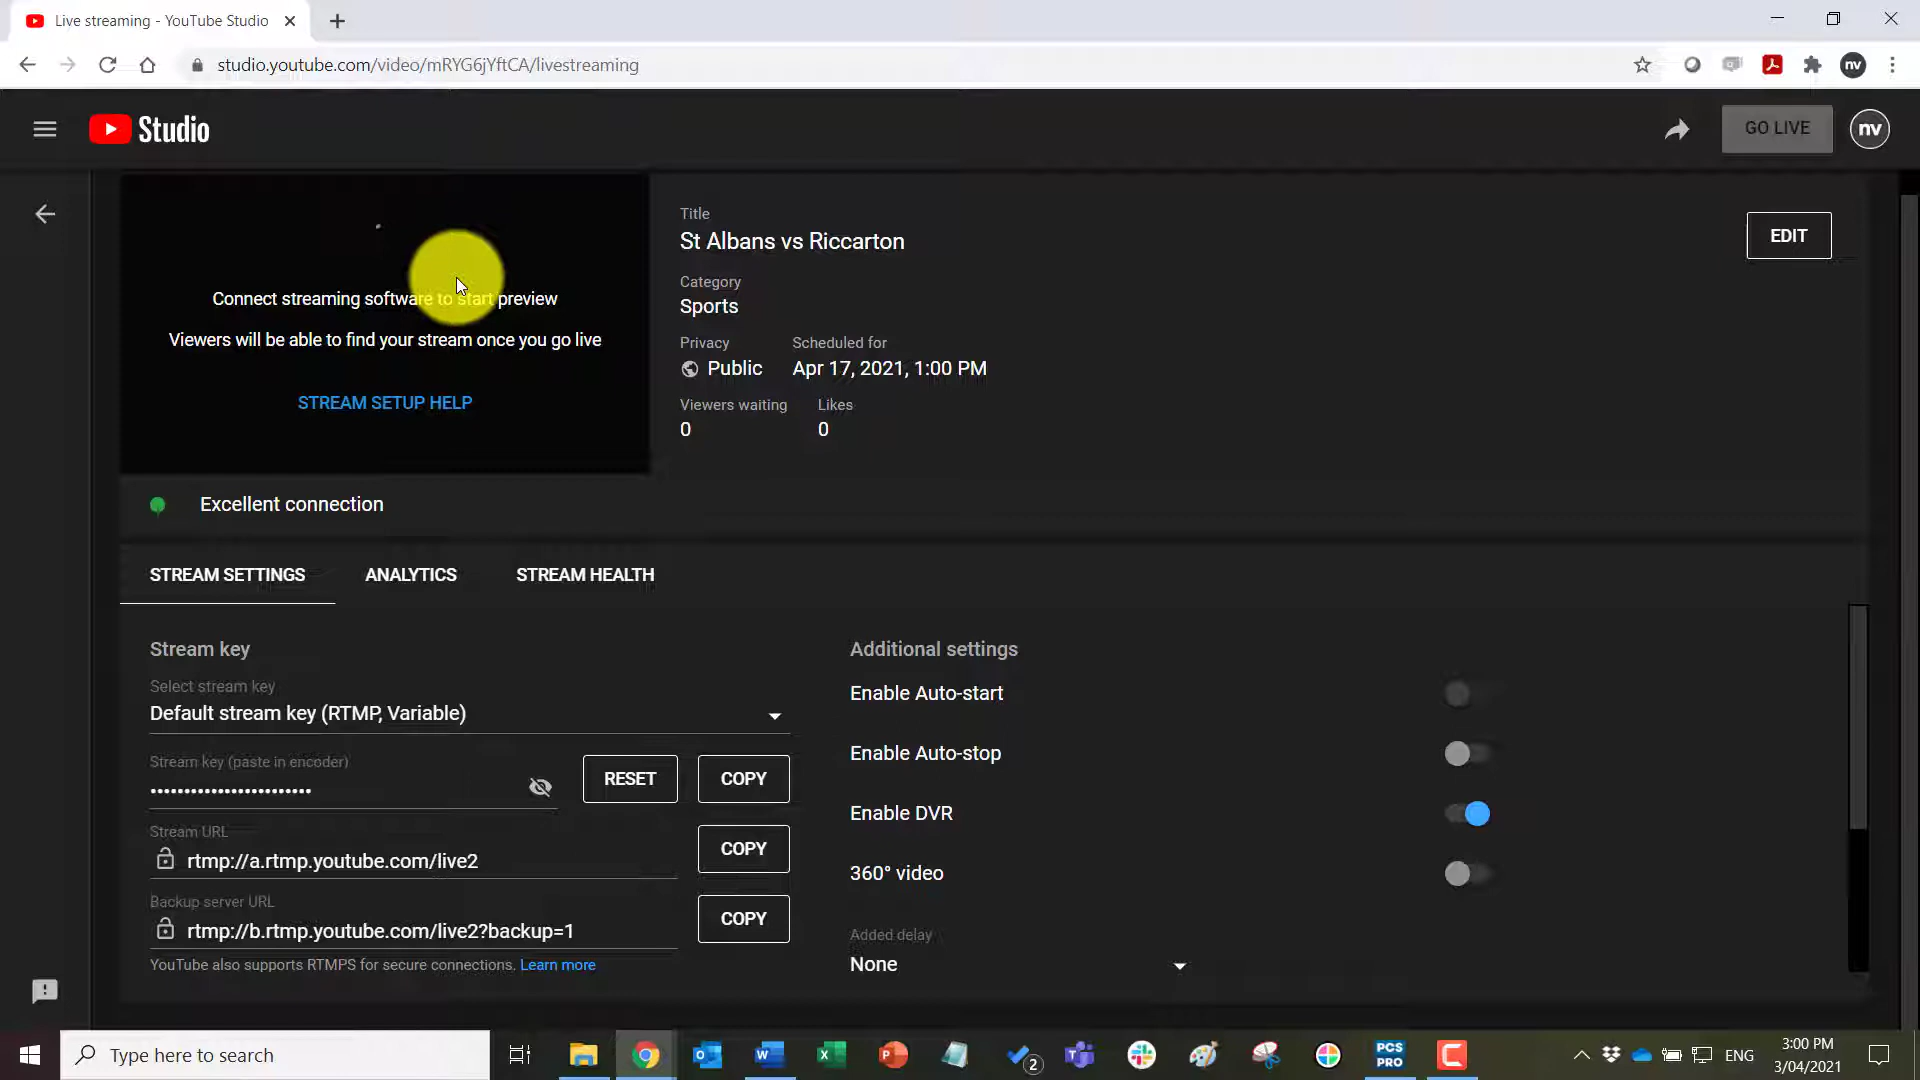 Live streaming - YouTube Studio
studio.youtube.com/video/mRYG6jYftCA/livestreaming
nv
Studio
GO LIVE
nv
Connect streaming software to start preview
Viewers will be able to find your stream once you go live
STREAM SETUP HELP
Title
St Albans vs Riccarton
EDIT
Category
Sports
Privacy Scheduled for
Public Apr 17, 2021, 1:00 PM
Viewers waiting Likes
0 0
Excellent connection
STREAM SETTINGS ANALYTICS STREAM HEALTH
Stream key
Select stream key
Default stream key (RTMP, Variable)
Stream key (paste in encoder)
••••••••••••••••••••••••
RESET COPY
Stream URL
rtmp://a.rtmp.youtube.com/live2
COPY
Backup server URL
rtmp://b.rtmp.youtube.com/live2?backup=1
COPY
YouTube also supports RTMPS for secure connections. Learn more
Additional settings
Enable Auto-start
Enable Auto-stop
Enable DVR
360° video
Added delay
None
Type here to search
2
PCS
PRO
ENG
3:00 PM
3/04/2021